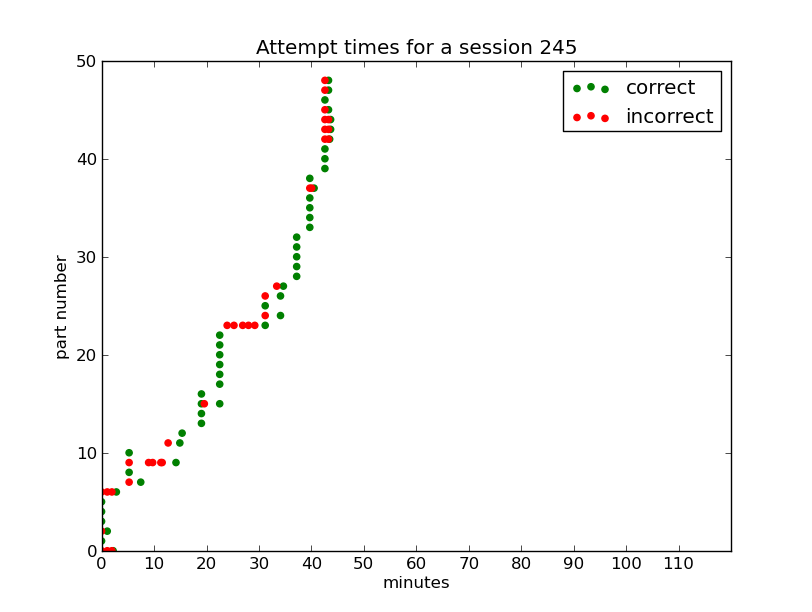 Attempt times for a session 245
50
correct
incorrect
40
30
part number
20
10
0
0 10 20 30 40 50 60 70 80 90 100 110
minutes